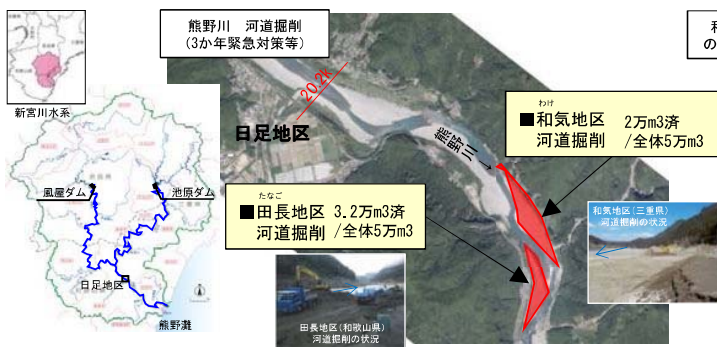 熊野川 河道掘削
(3か年緊急対策等)
和
の
新宮川水系
20.2k
日足地区
熊野川
わけ
■和気地区 2万m3済
河道掘削 /全体5万m3
風屋ダム
池原ダム
たなご
■田長地区 3.2万m3済
河道掘削 /全体5万m3
和気地区(三重県)
河道掘削の状況
日足地区
田長地区(和歌山県)
河道掘削の状況
熊野灘